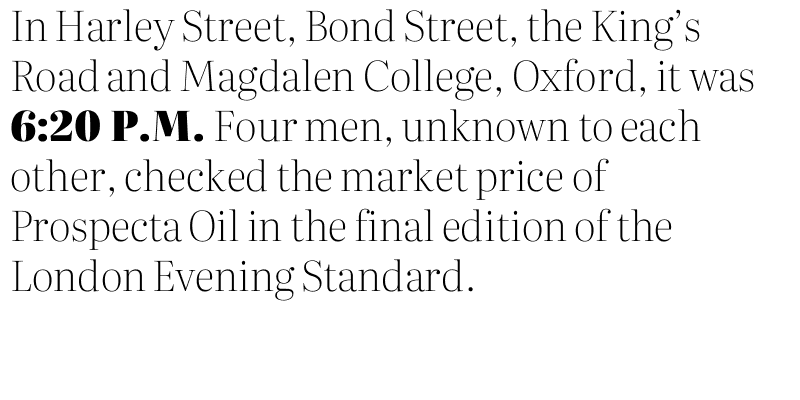 In Harley Street, Bond Street, the King’s
Road and Magdalen College, Oxford, it was
6:20 P.M. Four men, unknown to each
other, checked the market price of
Prospecta Oil in the final edition of the
London Evening Standard.